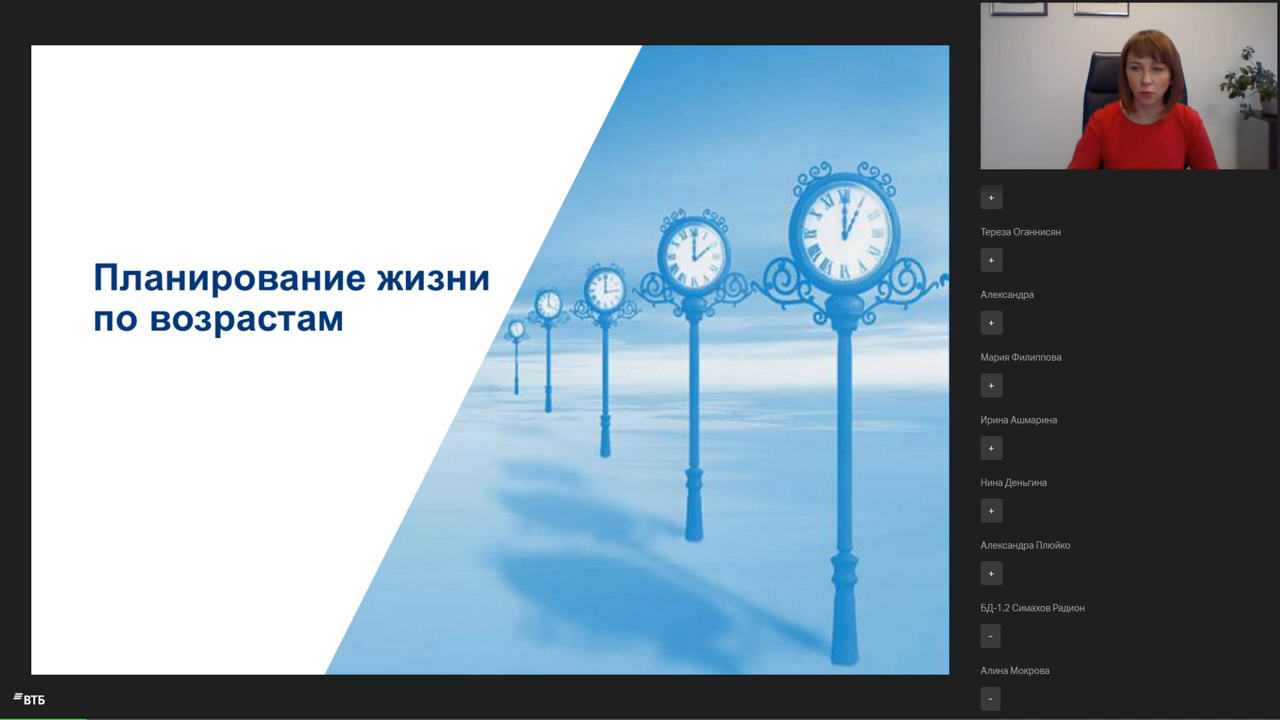 Планирование жизни
по возрастам
+
Тереза Оганнисян
+
Александра
+
Мария Филиппова
+
Ирина Ашмарина
+
Нина Деньгина
+
Александра Плюйко
+
БД-1.2 Симахов Радион
-
Алина Мокрова
-
ВТБ